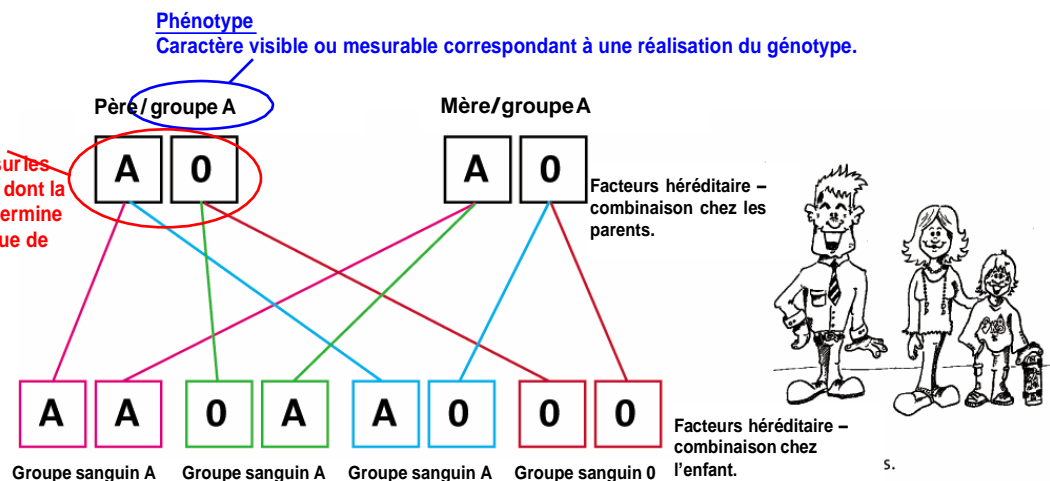 Phénotype
Caractère visible ou mesurable correspondant à une réalisation du génotype.
Père/groupe A
Mère/groupe A
A 0
A 0
sur les
dont la
ermine
ue de
Facteurs héréditaire –
combinaison chez les
parents.
A A 0 A A 0 0 0
Groupe sanguin A
Groupe sanguin A
Groupe sanguin A
Groupe sanguin 0
Facteurs héréditaire –
combinaison chez
l'enfant.
s.